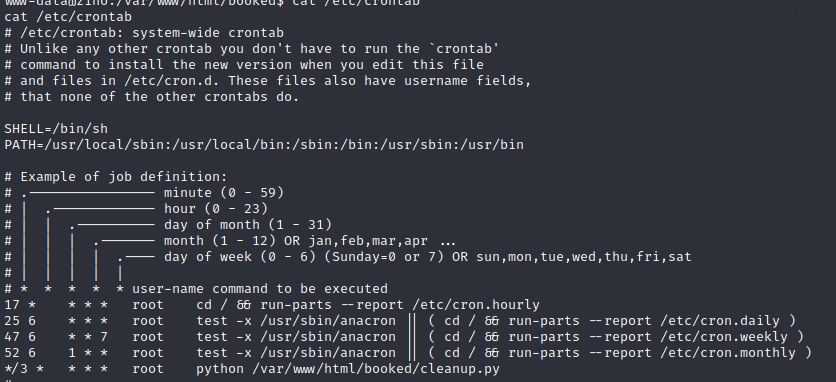 www-data@zino:/var/www/html/booked$ cat /etc/crontab
cat /etc/crontab
# /etc/crontab: system-wide crontab
# Unlike any other crontab you don't have to run the `crontab'
# command to install the new version when you edit this file
# and files in /etc/cron.d. These files also have username fields,
# that none of the other crontabs do.

SHELL=/bin/sh
PATH=/usr/local/sbin:/usr/local/bin:/sbin:/bin:/usr/sbin:/usr/bin

# Example of job definition:
# .---------------- minute (0 - 59)
# |  .------------- hour (0 - 23)
# |  |  .---------- day of month (1 - 31)
# |  |  |  .------- month (1 - 12) OR jan,feb,mar,apr ...
# |  |  |  |  .---- day of week (0 - 6) (Sunday=0 or 7) OR sun,mon,tue,wed,thu,fri,sat
# |  |  |  |  |
# *  *  *  *  * user-name command to be executed
17 *    * * *   root    cd / && run-parts --report /etc/cron.hourly
25 6    * * *   root    test -x /usr/sbin/anacron || ( cd / && run-parts --report /etc/cron.daily )
47 6    * * 7   root    test -x /usr/sbin/anacron || ( cd / && run-parts --report /etc/cron.weekly )
52 6    1 * *   root    test -x /usr/sbin/anacron || ( cd / && run-parts --report /etc/cron.monthly )
*/3 *   * * *   root    python /var/www/html/booked/cleanup.py
#